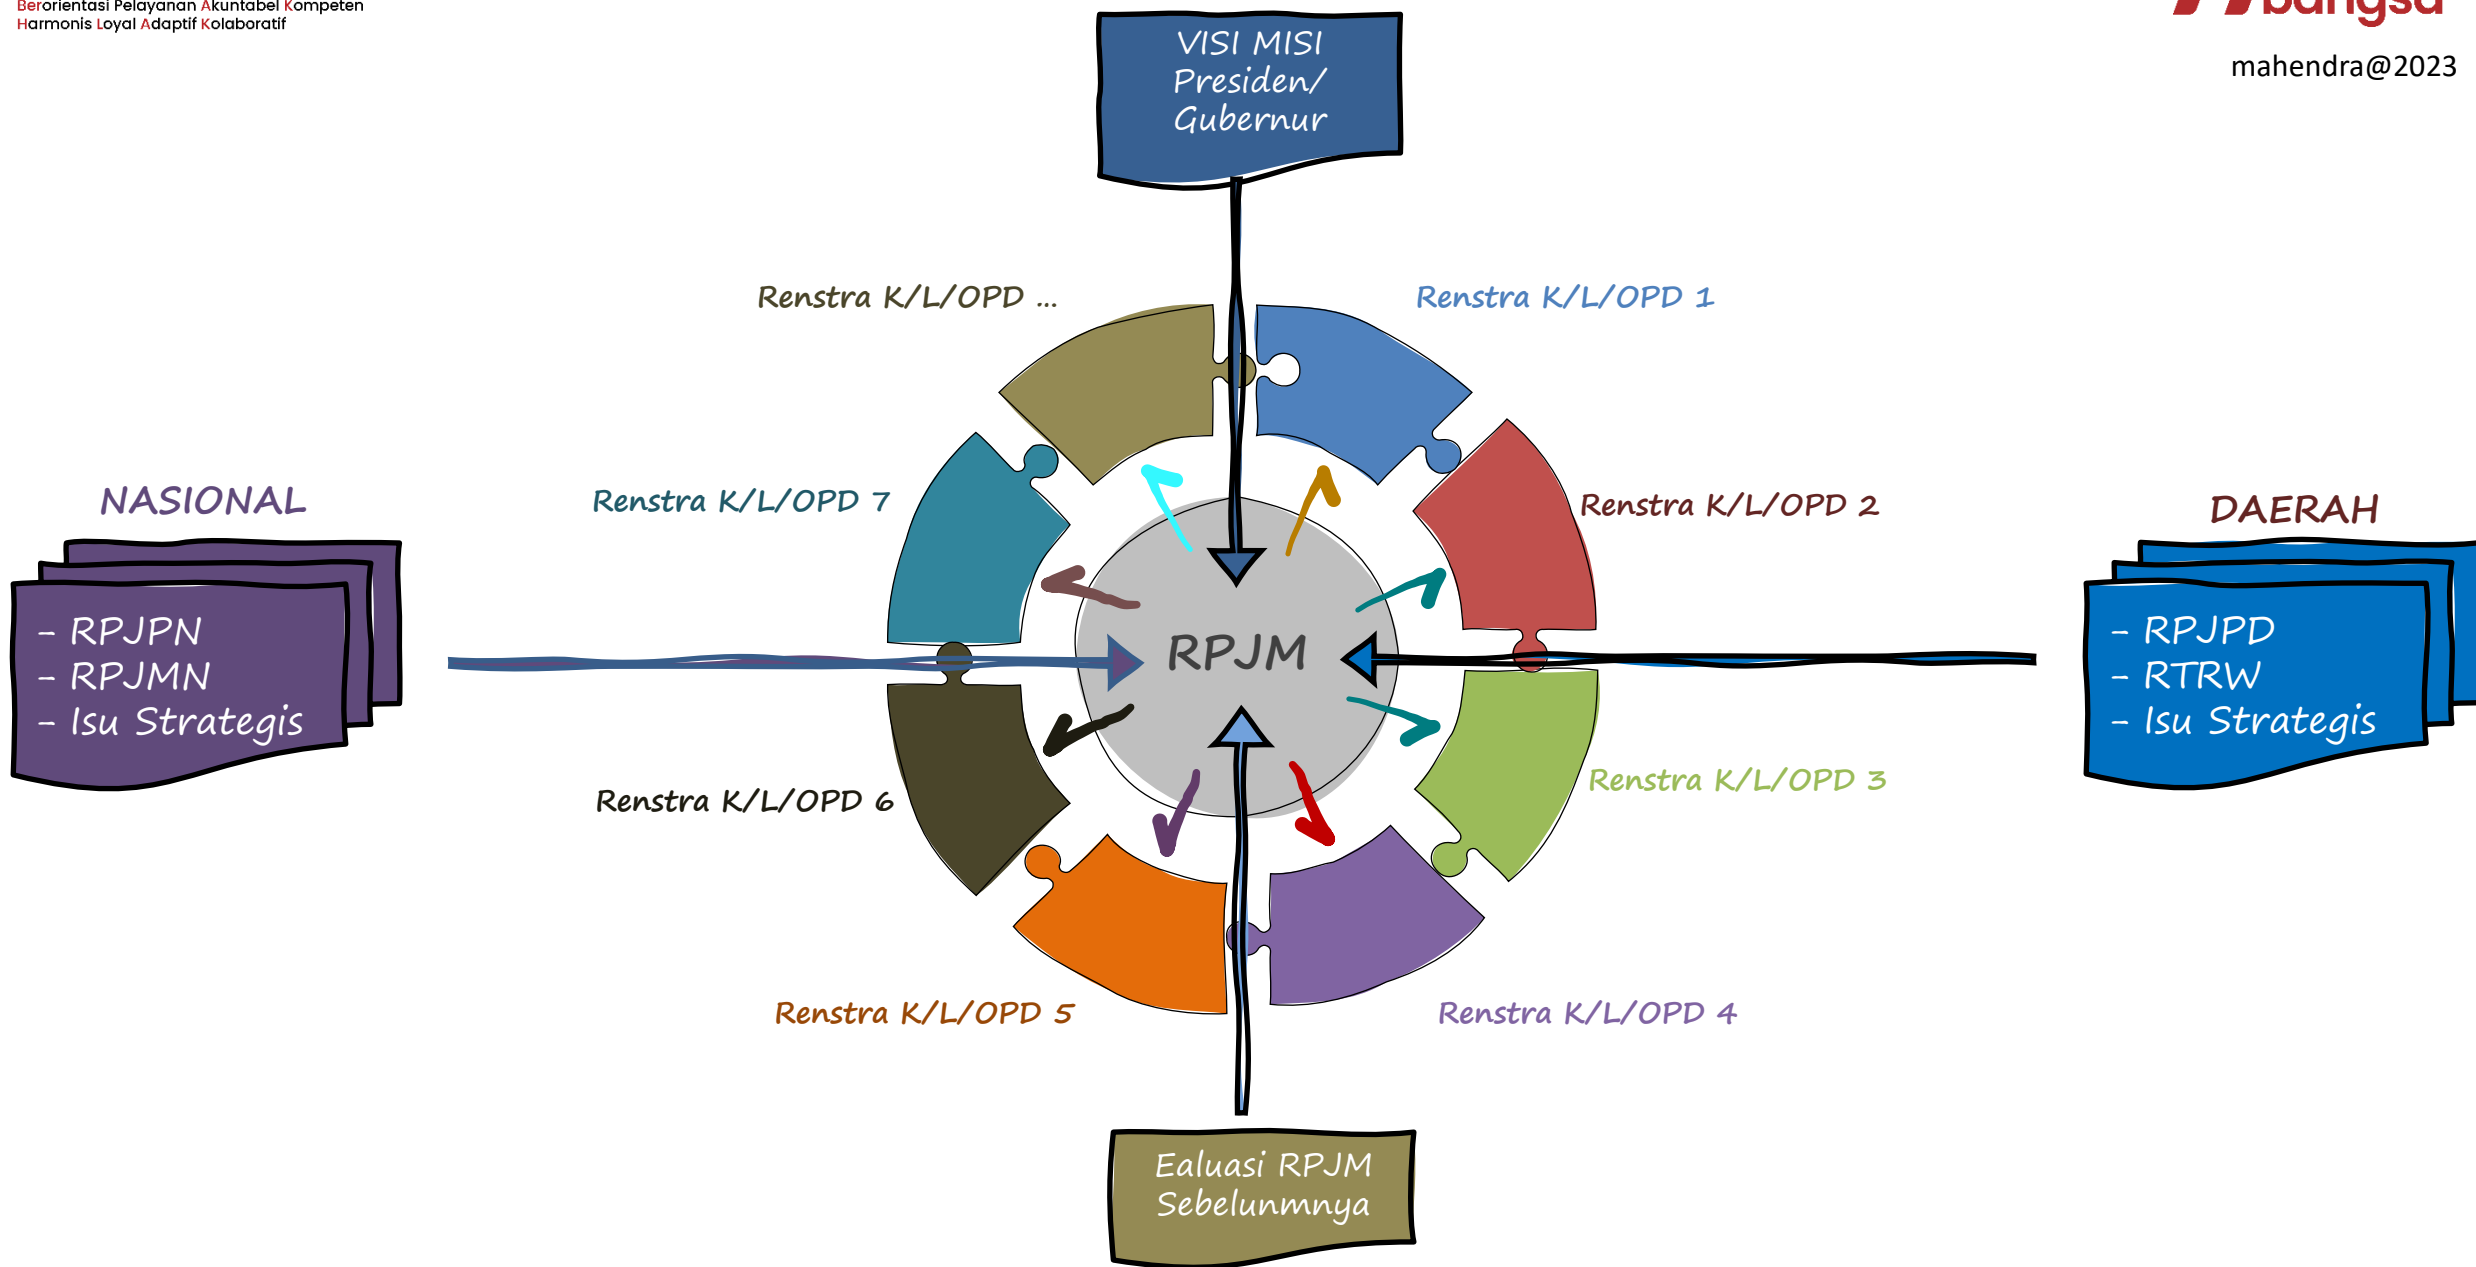 Berorientasi Pelayanan Akuntabel Kompeten
Harmonis Loyal Adaptif Kolaboratif
bangsa
mahendra@2023
VISI MISI
Presiden/
Gubernur
Renstra K/L/OPD ...
Renstra K/L/OPD 1
NASIONAL
Renstra K/L/OPD 7
Renstra K/L/OPD 2
DAERAH
- RPJPN
- RPJMN
- Isu Strategis
RPJM
- RPJPD
- RTRW
- Isu Strategis
Renstra K/L/OPD 6
Renstra K/L/OPD 3
Renstra K/L/OPD 5
Renstra K/L/OPD 4
Ealuasi RPJM
Sebelunmnya